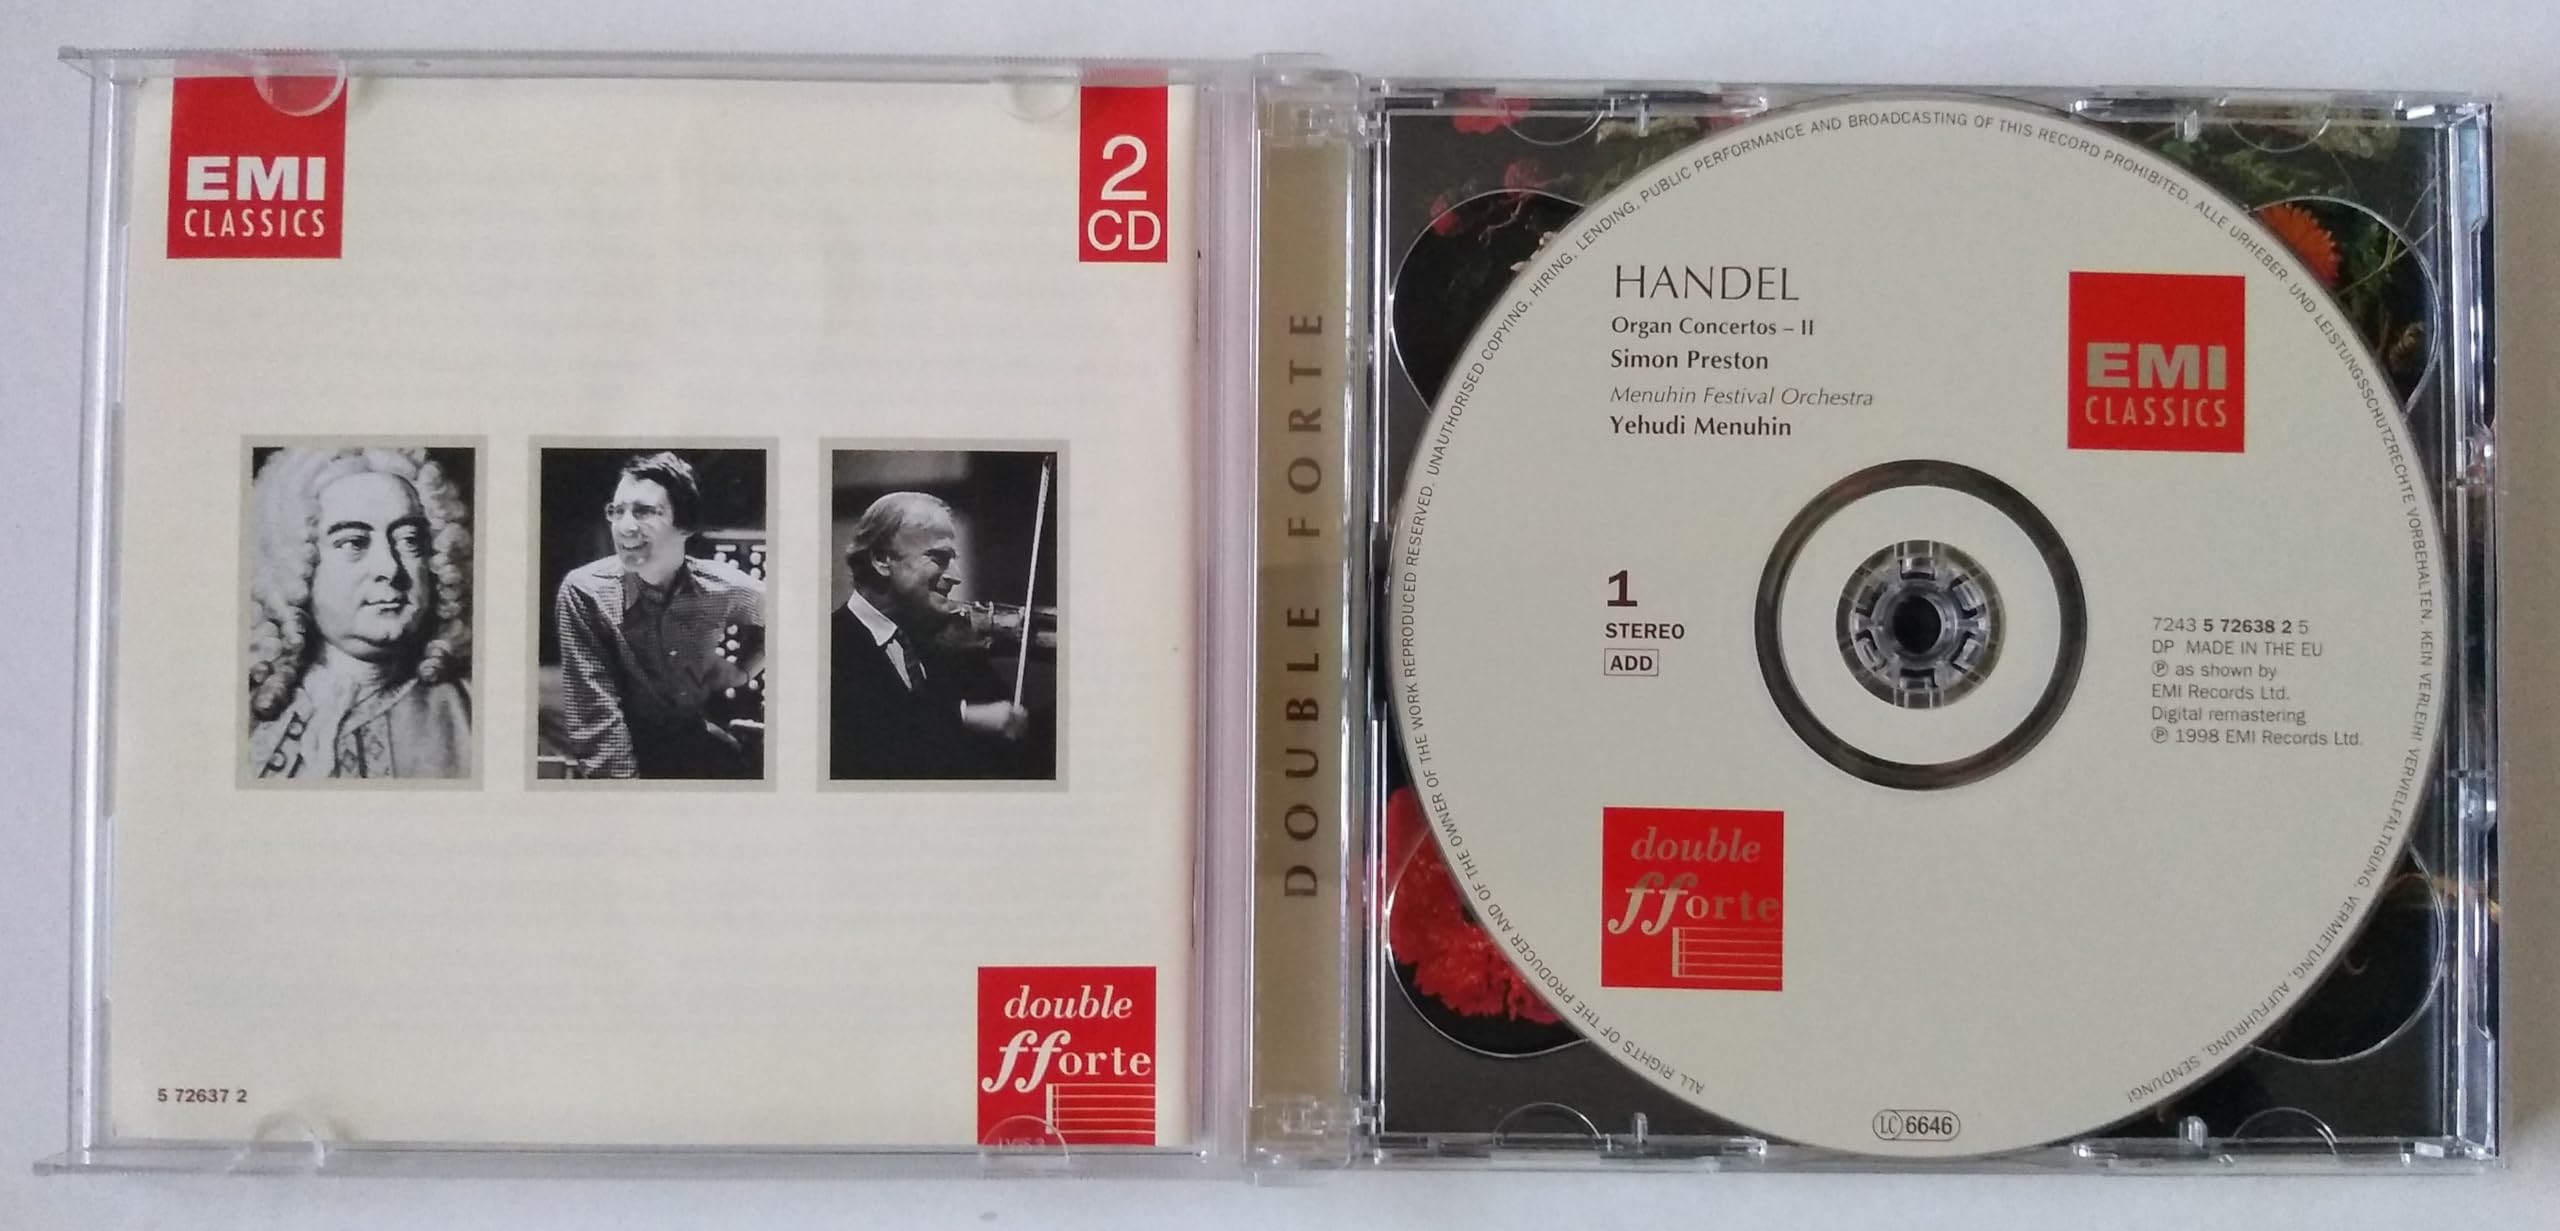 EMI
CLASSICS
2
CD
5 72637 2
double
fforte
DOUBLE FORTE
HANDEL
Organ Concertos – II
Simon Preston
Menuhin Festival Orchestra
Yehudi Menuhin
EMI
CLASSICS
1
STEREO
ADD
7243 5 72638 2 5
DP MADE IN THE EU
℗ as shown by
EMI Records Ltd.
Digital remastering
℗ 1998 EMI Records Ltd.
double
fforte
LC 6646
ALL RIGHTS OF THE PRODUCER AND OF THE OWNER OF THE WORK REPRODUCED RESERVED. UNAUTHORISED COPYING, HIRING, LENDING, PUBLIC PERFORMANCE AND BROADCASTING OF THIS RECORD PROHIBITED. ALLE URHEBER- UND LEISTUNGSSCHUTZRECHTE VORBEHALTEN. KEIN VERLEIH! VERVIELFÄLTIGUNG, VERMIETUNG, AUFFÜHRUNG, SENDUNG!